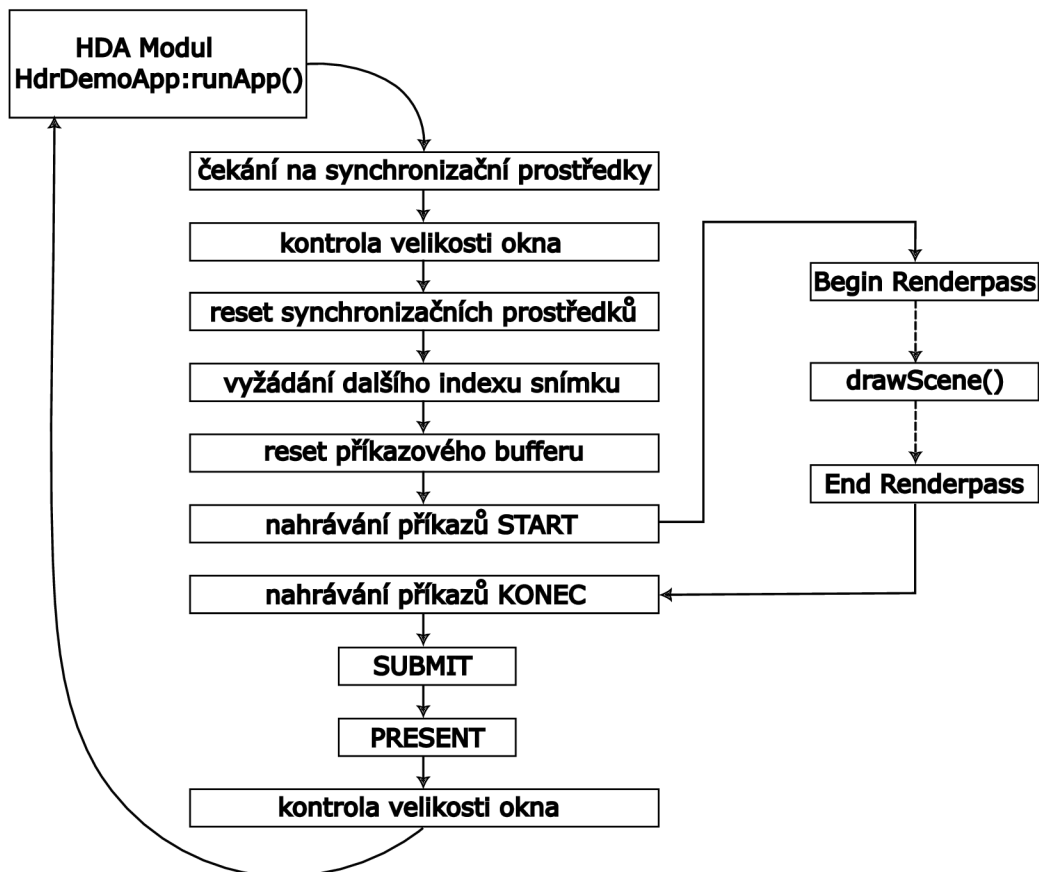 HDA Modul
HdrDemoApp:runApp()
čekání na synchronizační prostředky
kontrola velikosti okna
reset synchronizačních prostředků
vyžádání dalšího indexu snímku
reset příkazového bufferu
nahrávání příkazů START
Begin Renderpass
drawScene()
End Renderpass
nahrávání příkazů KONEC
SUBMIT
PRESENT
kontrola velikosti okna